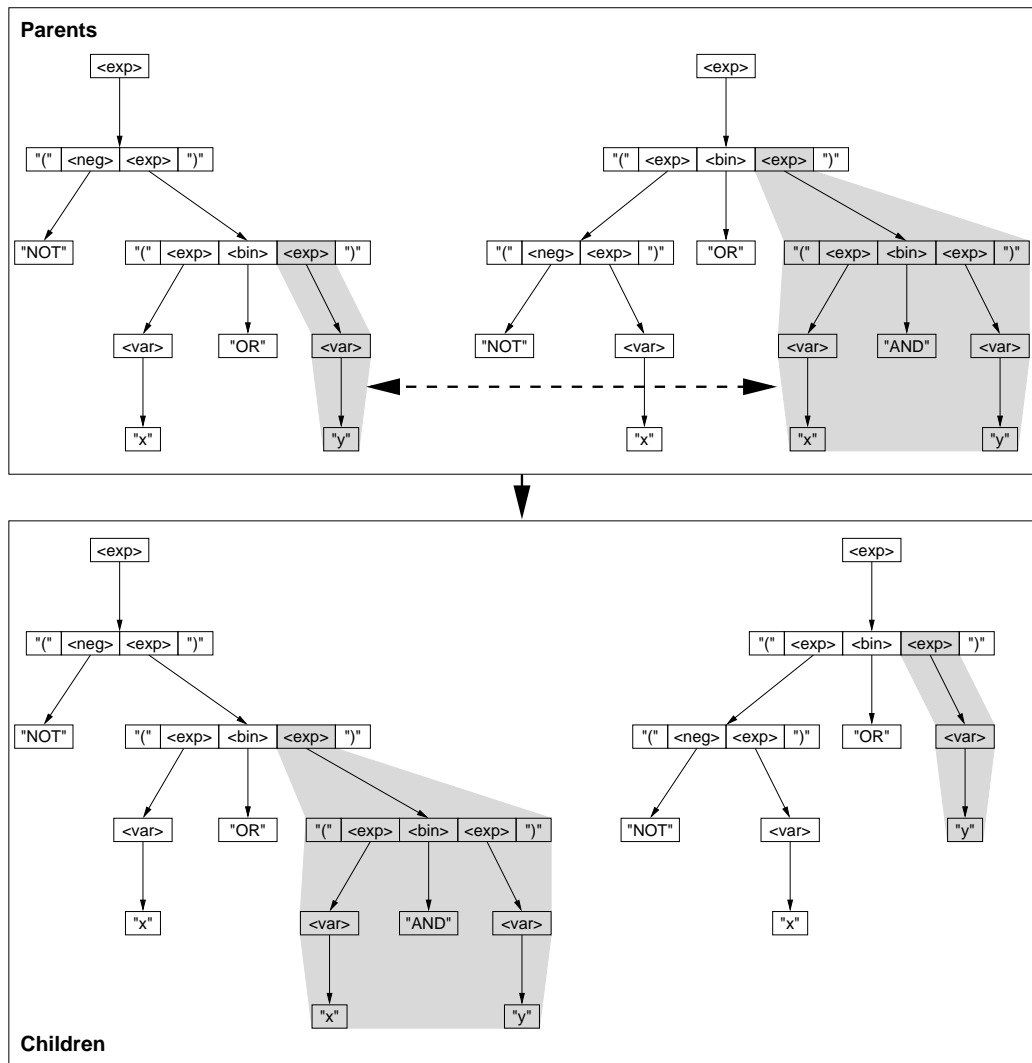 Parents
<exp> <exp>
"(" <neg> <exp> ")" "(" <exp> <bin> <exp> ")"
"NOT" "(" <exp> <bin> <exp> ")" "(" <neg> <exp> ")" "OR" "(" <exp> <bin> <exp> ")"
<var> "OR" <var> "NOT" <var> <var> "AND" <var>
"x" "y" "x" "x" "y"
<exp> <exp>
"(" <neg> <exp> ")" "(" <exp> <bin> <exp> ")"
"NOT" "(" <exp> <bin> <exp> ")" "(" <neg> <exp> ")" "OR" <var>
<var> "OR" "(" <exp> <bin> <exp> ")" "NOT" <var> "y"
"x" <var> "AND" <var> "x"
"x" "y"
Children